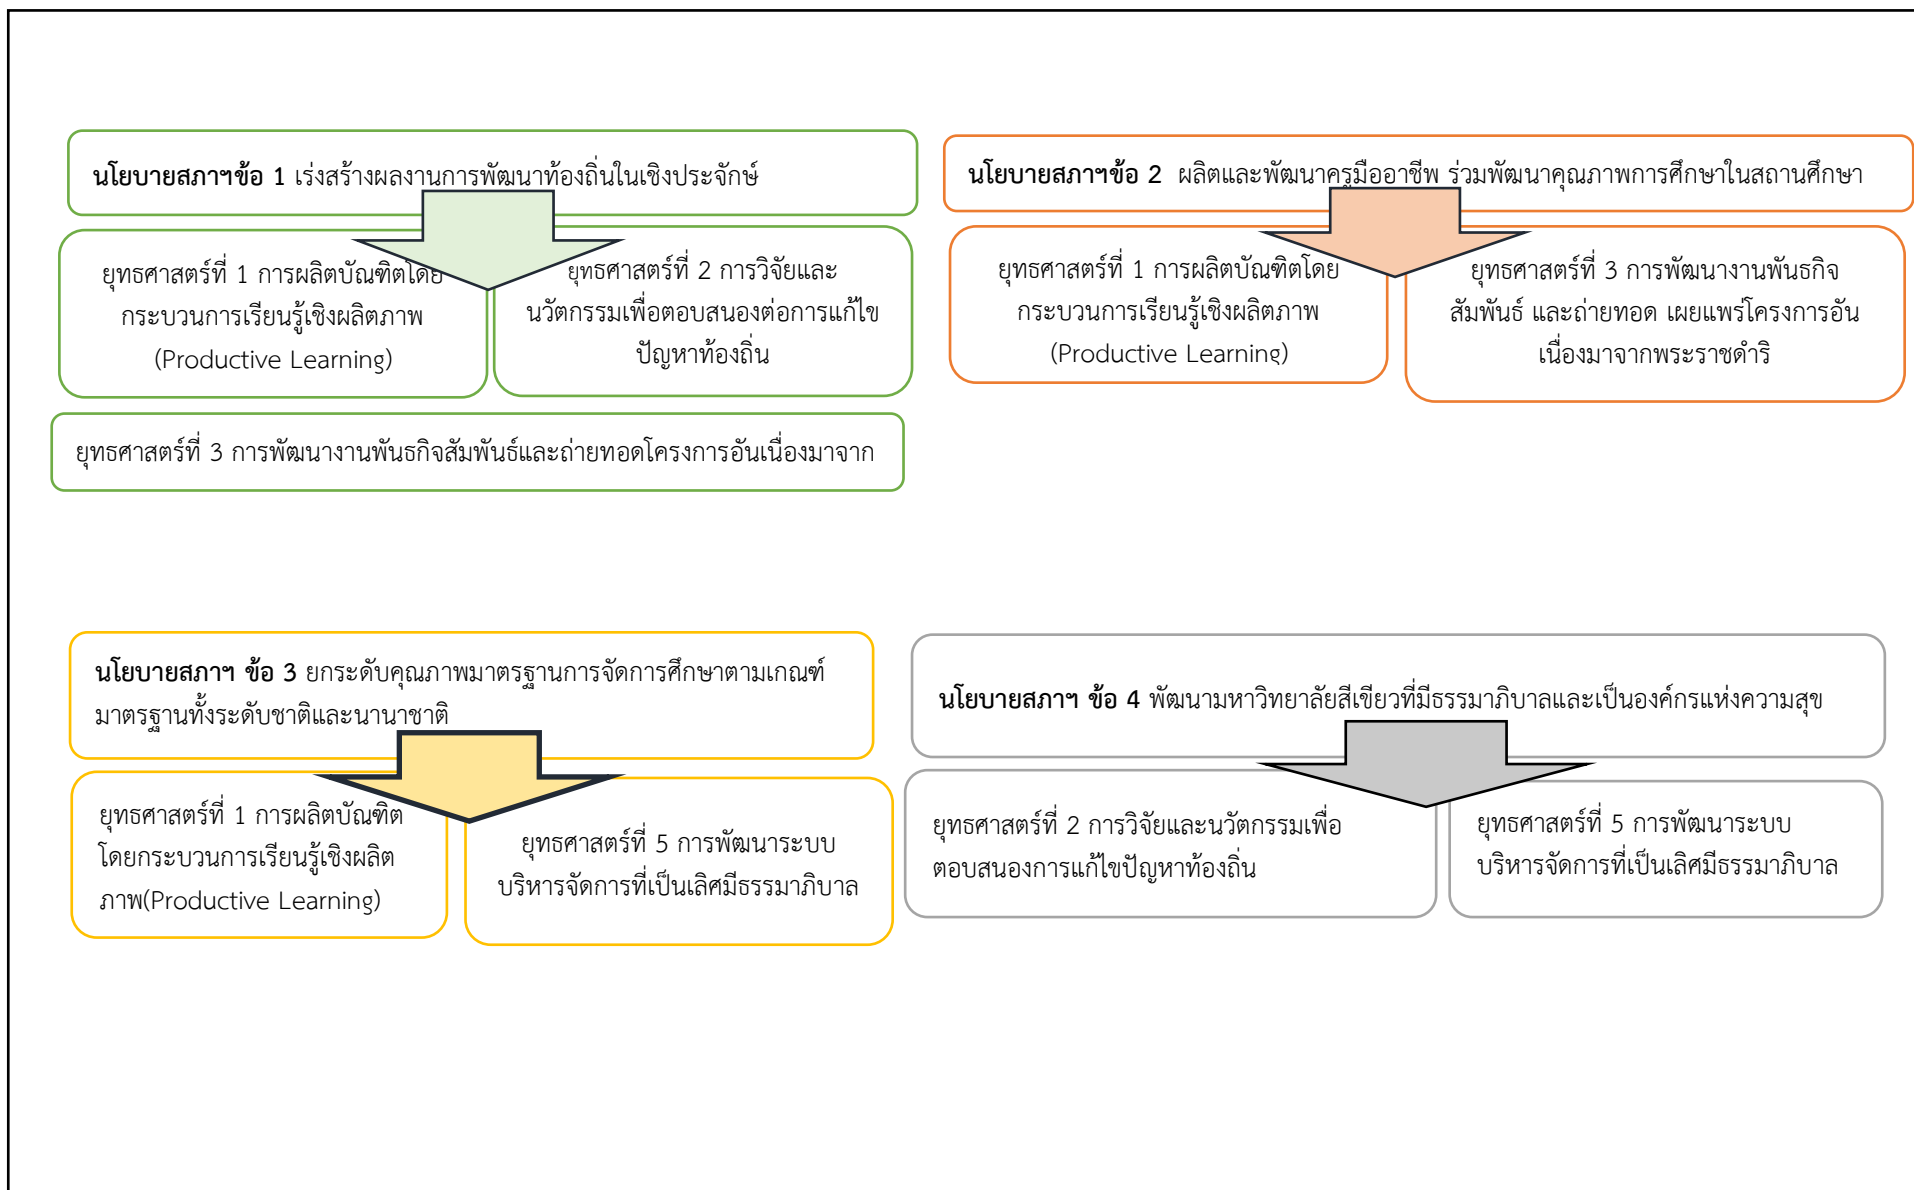 นโยบายสภาฯข้อ 1 เร่งสร้างผลงานการพัฒนาท้องถิ่นในเชิงประจักษ์
ยุทธศาสตร์ที่ 1 การผลิตบัณฑิตโดย
กระบวนการเรียนรู้เชิงผลิตภาพ
(Productive Learning)
ยุทธศาสตร์ที่ 2 การวิจัยและ
นวัตกรรมเพื่อตอบสนองต่อการแก้ไข
ปัญหาท้องถิ่น
ยุทธศาสตร์ที่ 3 การพัฒนางานพันธกิจสัมพันธ์และถ่ายทอดโครงการอันเนื่องมาจาก
นโยบายสภาฯข้อ 2 ผลิตและพัฒนาครูมืออาชีพ ร่วมพัฒนาคุณภาพการศึกษาในสถานศึกษา
ยุทธศาสตร์ที่ 1 การผลิตบัณฑิตโดย
กระบวนการเรียนรู้เชิงผลิตภาพ
(Productive Learning)
ยุทธศาสตร์ที่ 3 การพัฒนางานพันธกิจ
สัมพันธ์ และถ่ายทอด เผยแพร่โครงการอัน
เนื่องมาจากพระราชดำริ
นโยบายสภาฯ ข้อ 3 ยกระดับคุณภาพมาตรฐานการจัดการศึกษาตามเกณฑ์
มาตรฐานทั้งระดับชาติและนานาชาติ
ยุทธศาสตร์ที่ 1 การผลิตบัณฑิต
โดยกระบวนการเรียนรู้เชิงผลิต
ภาพ(Productive Learning)
ยุทธศาสตร์ที่ 5 การพัฒนาระบบ
บริหารจัดการที่เป็นเลิศมีธรรมาภิบาล
นโยบายสภาฯ ข้อ 4 พัฒนามหาวิทยาลัยสีเขียวที่มีธรรมาภิบาลและเป็นองค์กรแห่งความสุข
ยุทธศาสตร์ที่ 2 การวิจัยและนวัตกรรมเพื่อ
ตอบสนองการแก้ไขปัญหาท้องถิ่น
ยุทธศาสตร์ที่ 5 การพัฒนาระบบ
บริหารจัดการที่เป็นเลิศมีธรรมาภิบาล